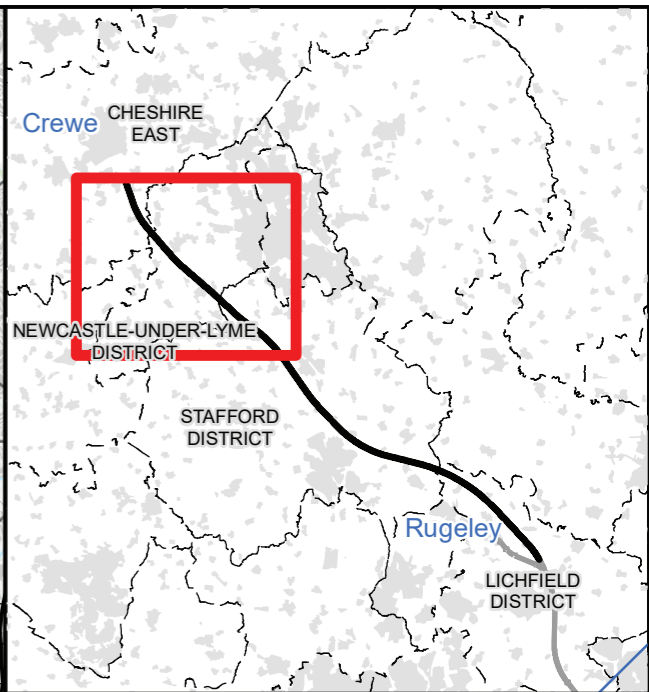 Crewe
CHESHIRE
EAST
NEWCASTLE-UNDER-LYME
DISTRICT
STAFFORD
DISTRICT
Rugeley
LICHFIELD
DISTRICT